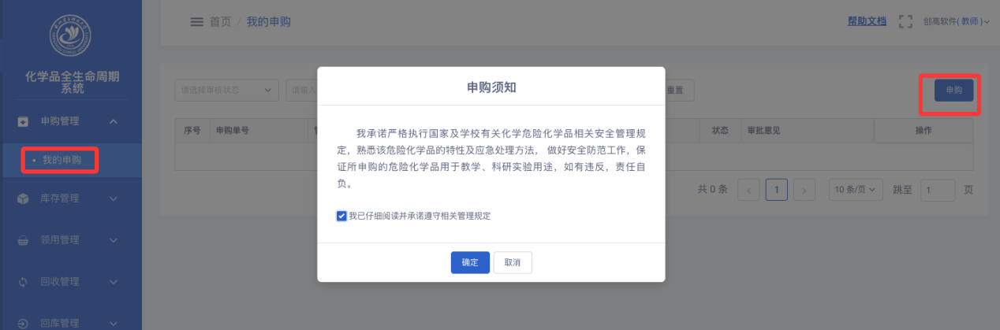 首页 / 我的申购
帮助文档
创高软件(教师)
化学品全生命周期
系统
申购管理
我的申购
库存管理
领用管理
回收管理
回库管理
请选择审核状态
请输入
重置
申购
序号
申购单号
状态
审批意见
操作
共 0 条
1
10 条/页
跳至
1
页
申购须知
我承诺严格执行国家及学校有关化学危险化学品相关安全管理规
定，熟悉该危险化学品的特性及应急处理方法， 做好安全防范工作，保
证所申购的危险化学品用于教学、科研实验用途，如有违反，责任自
负。
我已仔细阅读并承诺遵守相关管理规定
确定
取消